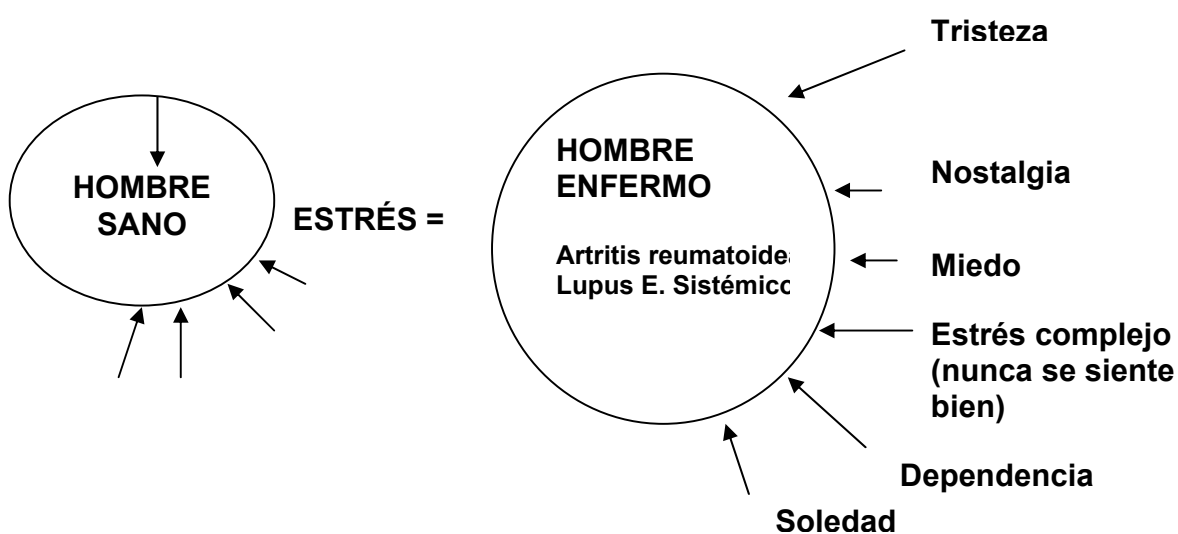 HOMBRE
SANO
ESTRÉS =
HOMBRE
ENFERMO
Artritis reumatoidea
Lupus E. Sistémico
Tristeza
Nostalgia
Miedo
Estrés complejo
(nunca se siente
bien)
Dependencia
Soledad